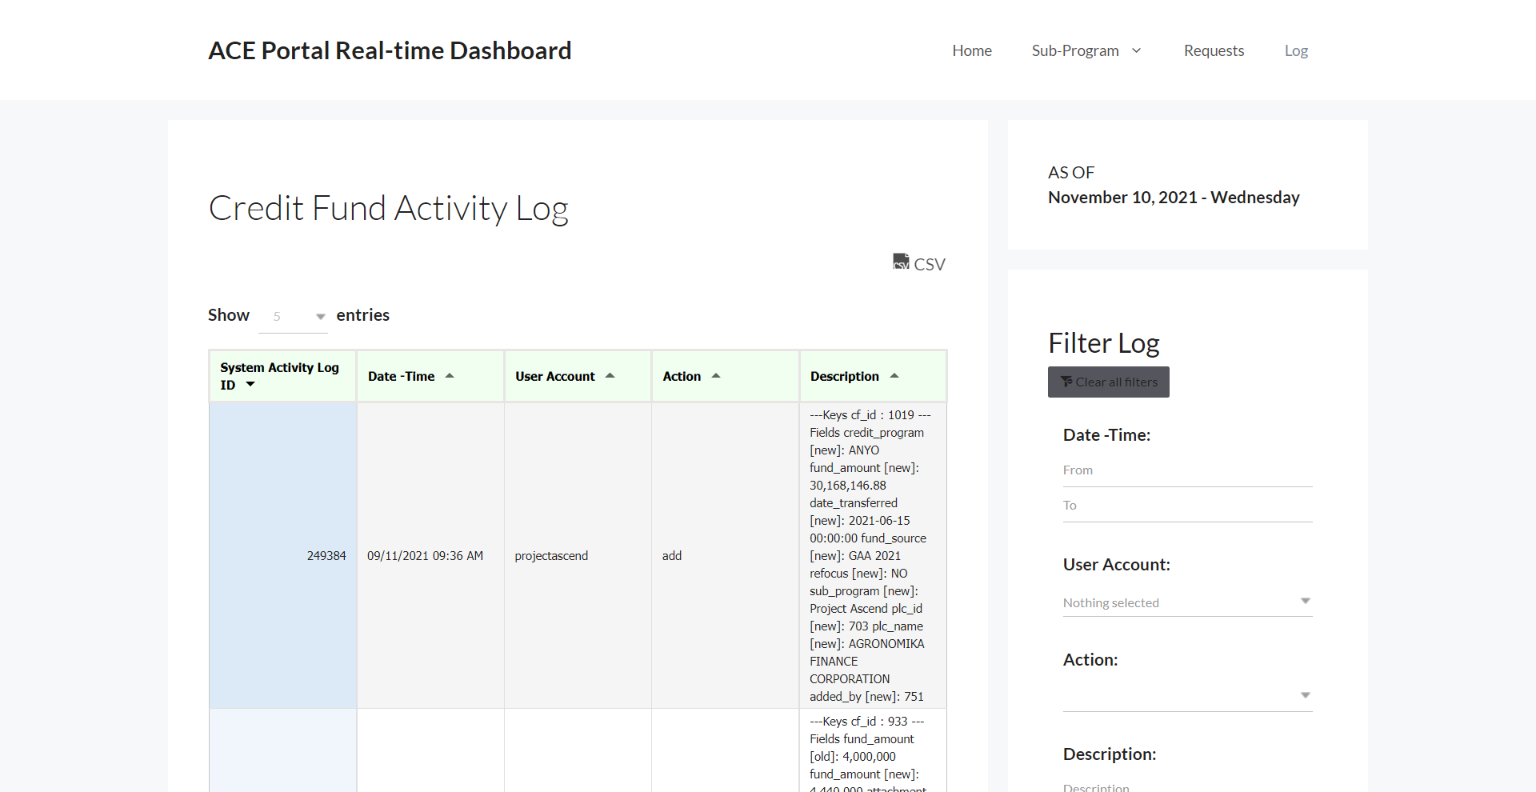 ACE Portal Real-time Dashboard
Home
Sub-Program
Requests
Log
Credit Fund Activity Log
CSV
Show 5 entries
System Activity Log
ID
Date -Time
User Account
Action
Description
249384
09/11/2021 09:36 AM
projectascend
add
---Keys cf_id : 1019 ---
Fields credit_program
[new]: ANYO
fund_amount [new]:
30,168,146.88
date_transferred
[new]: 2021-06-15
00:00:00 fund_source
[new]: GAA 2021
refocus [new]: NO
sub_program [new]:
Project Ascend plc_id
[new]: 703 plc_name
[new]: AGRONOMIKA
FINANCE
CORPORATION
added_by [new]: 751
---Keys cf_id : 933 ---
Fields fund_amount
[old]: 4,000,000
fund_amount [new]:
4,440,000 attachment
AS OF
November 10, 2021 - Wednesday
Filter Log
Clear all filters
Date -Time:
From
To
User Account:
Nothing selected
Action:
Description:
Description